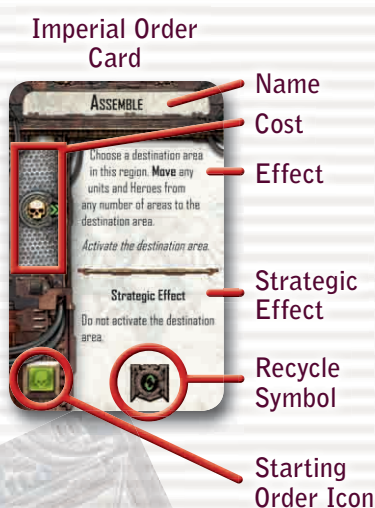 Imperial Order
Card
ASSEMBLE
Choose a destination area
in this region. Move any
units and Heroes from
any number of areas to the
destination area.
Activate the destination area.
Strategic Effect
Do not activate the destination
area.
Name
Cost
Effect
Strategic
Effect
Recycle
Symbol
Starting
Order Icon